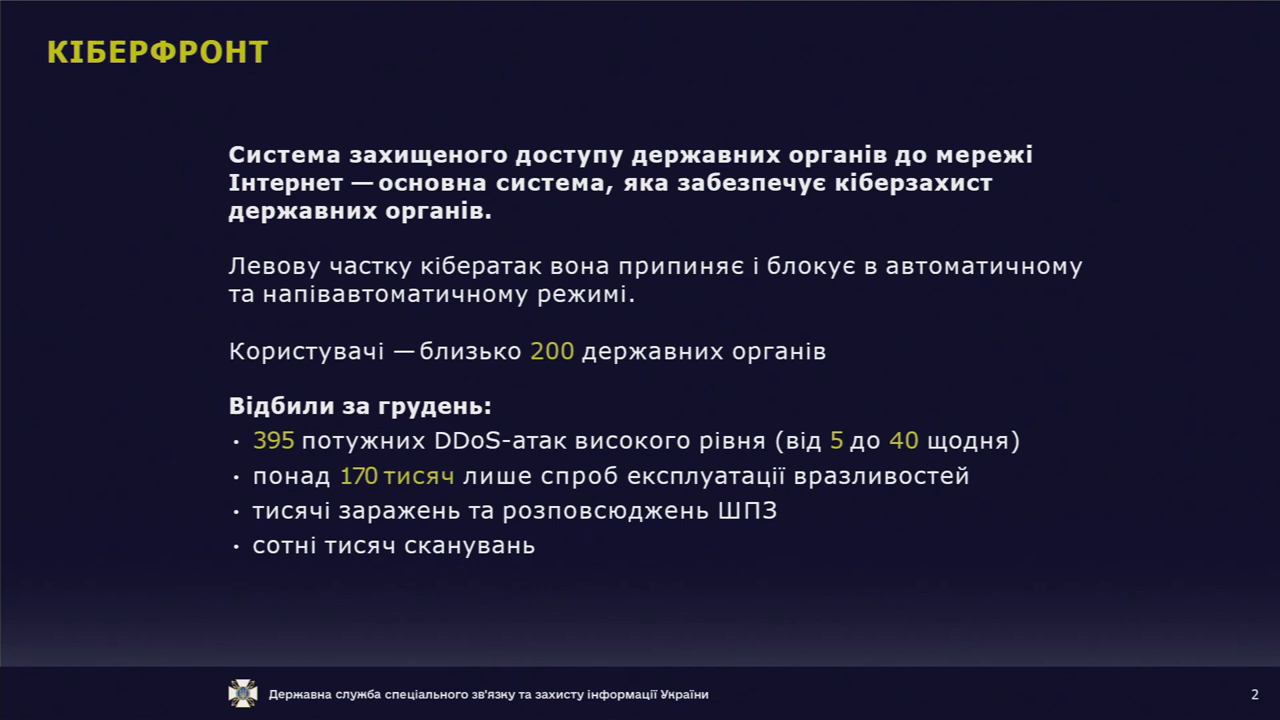 КІБЕРФРОНТ
Система захищеного доступу державних органів до мережі
Інтернет — основна система, яка забезпечує кіберзахист
державних органів.
Левову частку кібератак вона припиняє і блокує в автоматичному
та напівавтоматичному режимі.
Користувачі — близько 200 державних органів
Відбили за грудень:
• 395 потужних DDoS-атак високого рівня (від 5 до 40 щодня)
• понад 170 тисяч лише спроб експлуатації вразливостей
• тисячі заражень та розповсюджень ШПЗ
• сотні тисяч сканувань
Державна служба спеціального зв'язку та захисту інформації України
2